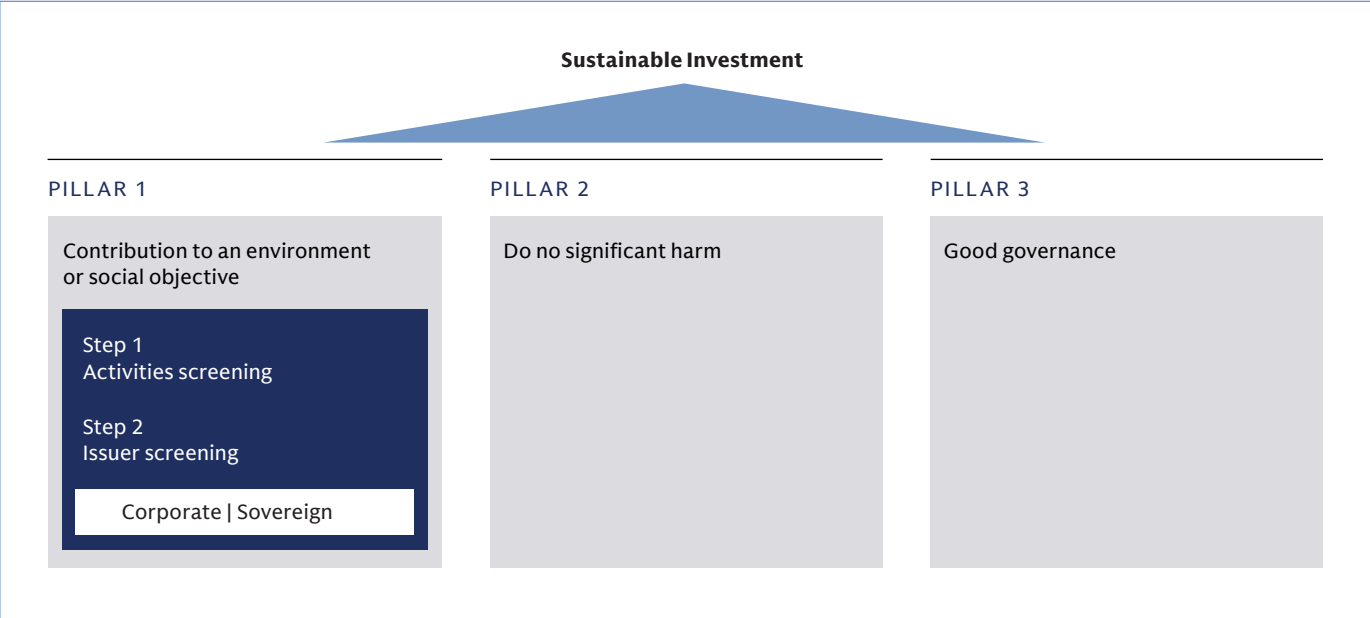 Sustainable Investment
PILLAR 1
Contribution to an environment
or social objective
Step 1
Activities screening
Step 2
Issuer screening
Corporate | Sovereign
PILLAR 2
Do no significant harm
PILLAR 3
Good governance